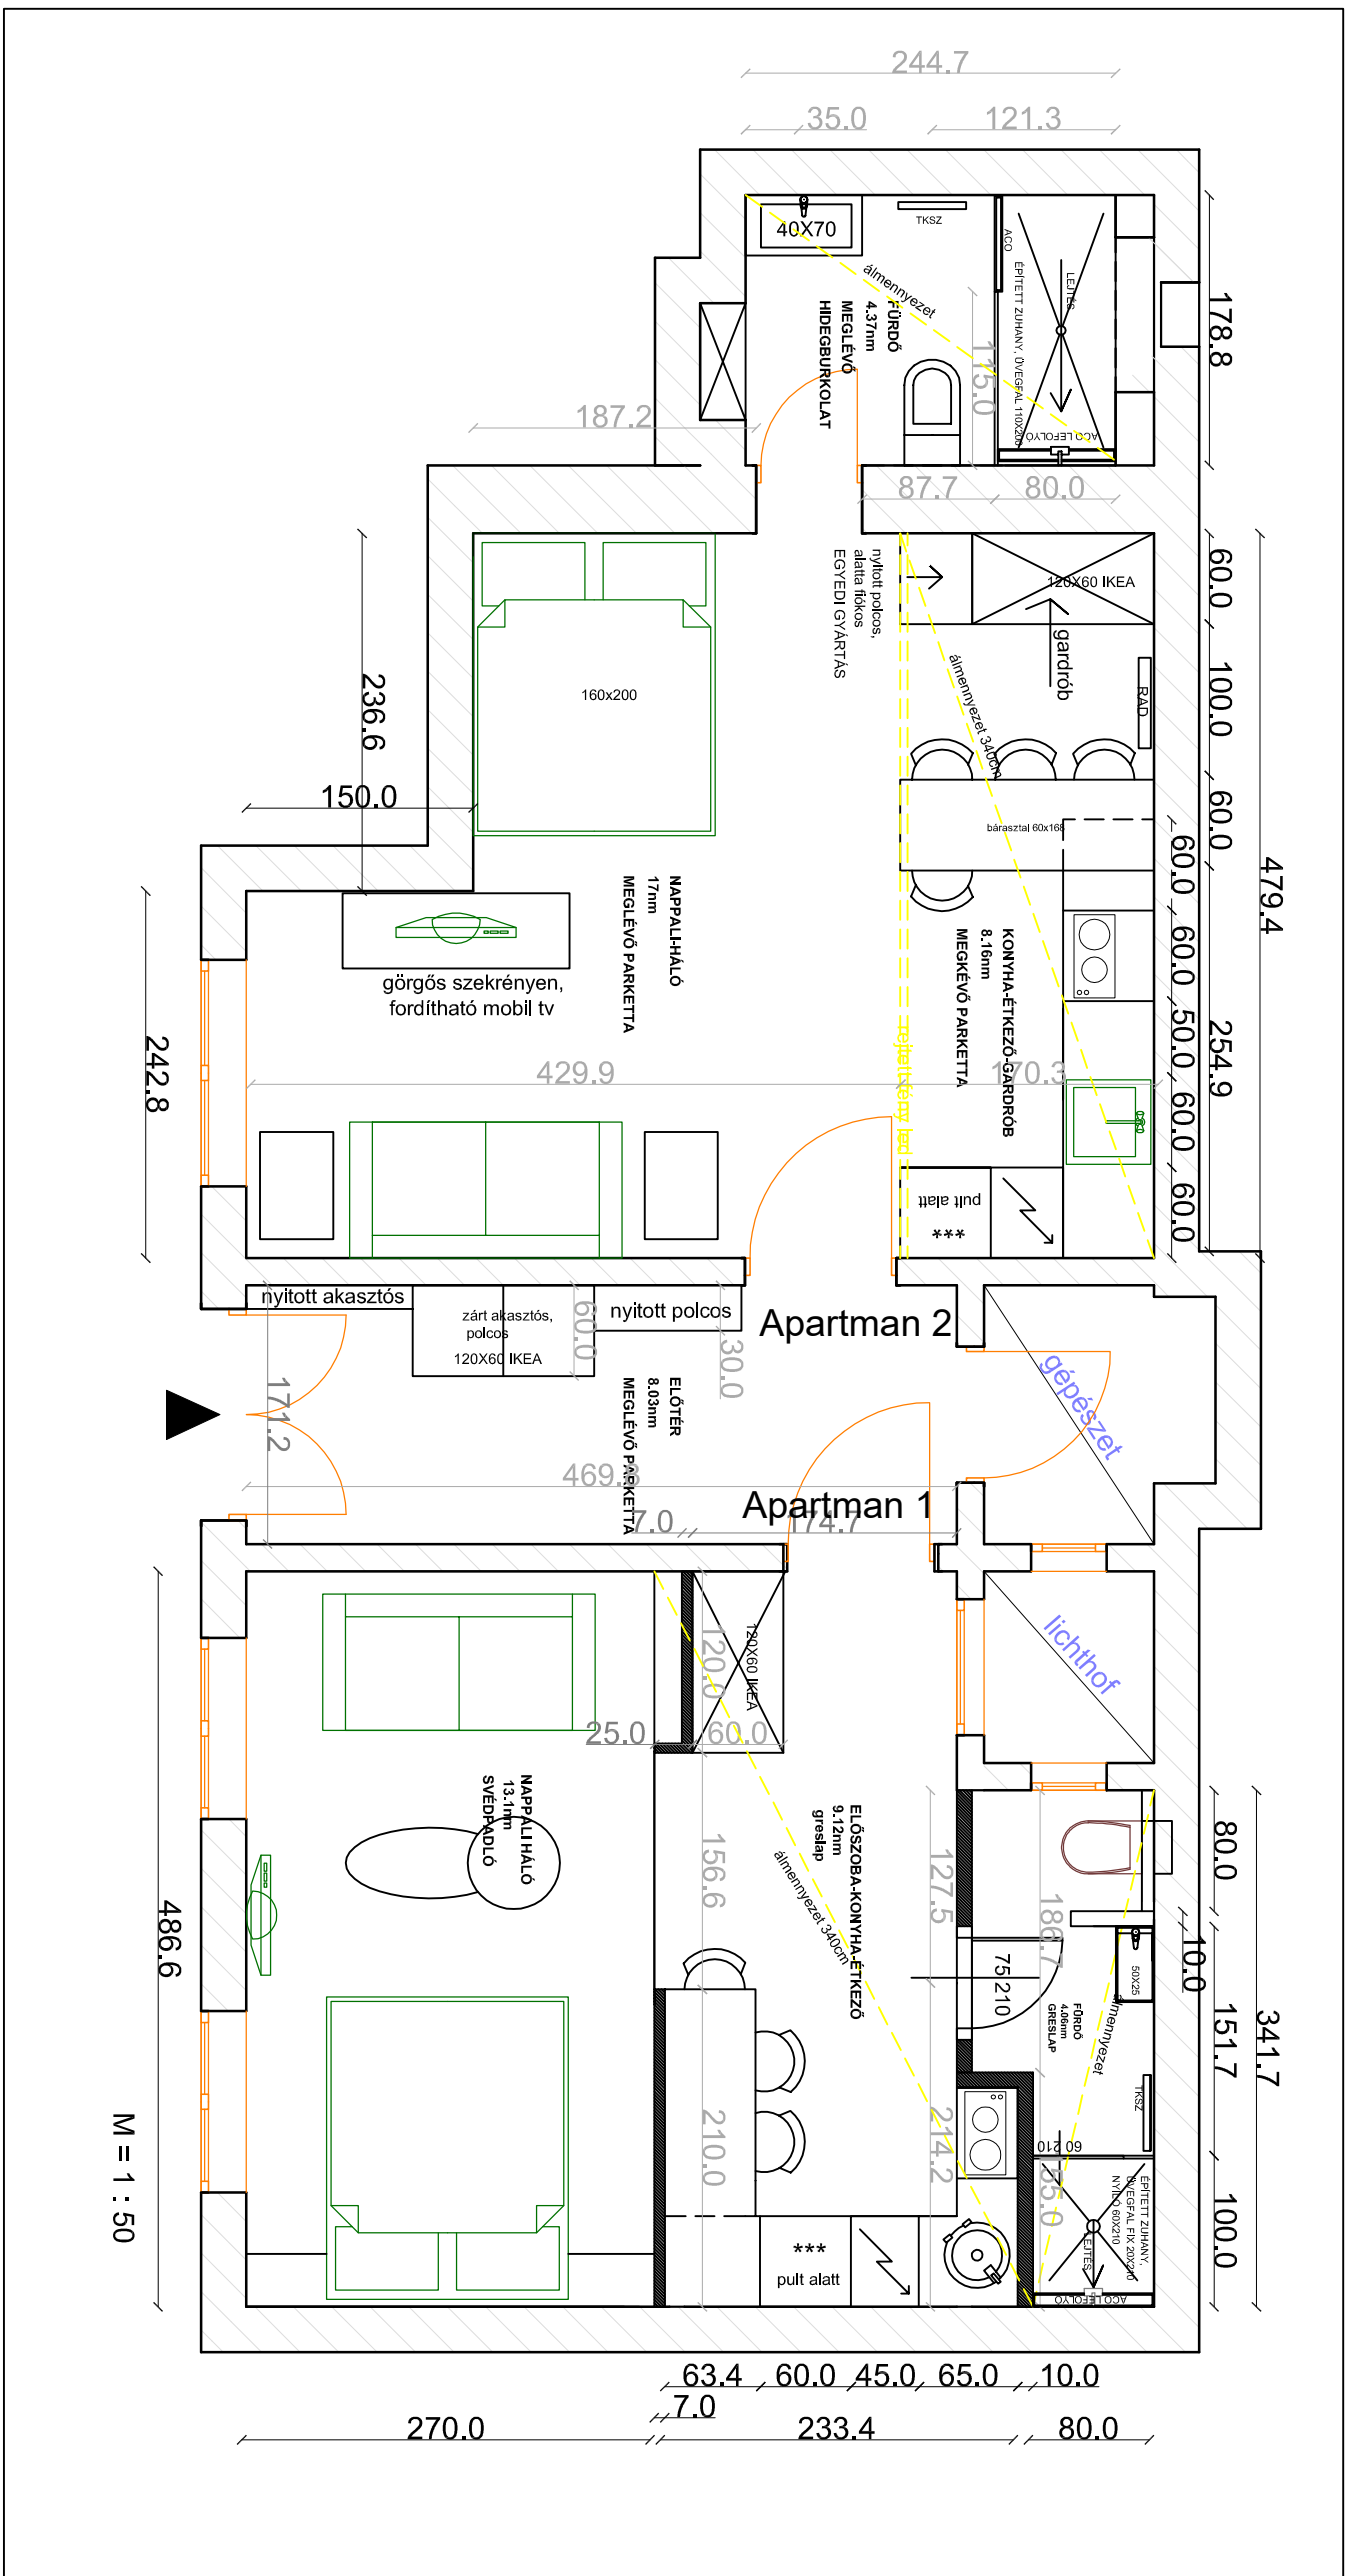 244.7
35.0
121.3
40X70
TKSZ
ACO
ÉPÍTETT ZUHANY, ÜVEGFAL 110X200
LEJTÉS
ACO LEFOLYÓ
álmennyezet
FÜRDŐ
4.37nm
MEGLÉVŐ
HIDEGBURKOLAT
115.0
178.8
187.2
87.7
80.0
nyitott polcos,
alatta fiókos
EGYEDI GYÁRTÁS
120X60 IKEA
gardrób
RAD
álmennyezet 340cm
60.0
100.0
60.0
479.4
254.9
60.0
60.0
50.0
60.0
60.0
160x200
236.6
150.0
bárasztal 60x168
NAPPALI-HÁLÓ
17nm
MEGLÉVŐ PARKETTA
KONYHA-ÉTKEZŐ-GARDRÓB
8.16nm
MEGKÉVŐ PARKETTA
görgős szekrényen,
fordítható mobil tv
242.8
429.9
170.3
rejtett fény led
pult alatt
***
nyitott akasztós
zárt akasztós,
polcos
120X60 IKEA
60.0
nyitott polcos
30.0
Apartman 2
gépészet
171.2
ELŐTÉR
8.03nm
MEGLÉVŐ PARKETTA
469.8
7.0
174.7
Apartman 1
lichthof
120X60 IKEA
120.0
25.0
60.0
NAPPALI HÁLÓ
13.1nm
SVÉDPADLÓ
156.6
ELŐSZOBA-KONYHA-ÉTKEZŐ
9.12nm
greslap
álmennyezet 340cm
127.5
186.7
80.0
10.0
151.7
341.7
100.0
75 210
50X25
FÜRDŐ
4.06nm
GRESLAP
álmennyezet
TKSZ
60 210
155.0
ÉPÍTETT ZUHANY,
ÜVEGFAL FIX 20X210
NYÍLÓ 60X210
LEJTÉS
ACO LEFOLYÓ
210.0
214.2
***
pult alatt
486.6
M = 1 : 50
63.4
60.0
45.0
65.0
10.0
7.0
270.0
233.4
80.0